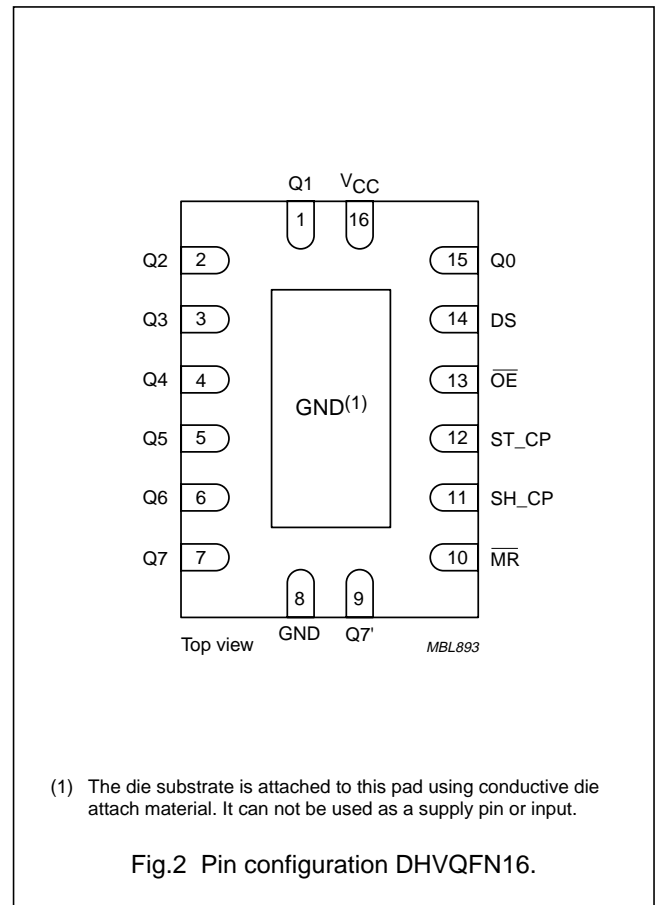 Q1 VCC
1 16
Q2 2 15 Q0
Q3 3 14 DS
Q4 4 13 O̅E̅
GND(1)
Q5 5 12 ST_CP
Q6 6 11 SH_CP
Q7 7 10 M̅R̅
8 9
Top view GND Q7' MBL893
(1) The die substrate is attached to this pad using conductive die
attach material. It can not be used as a supply pin or input.
Fig.2 Pin configuration DHVQFN16.